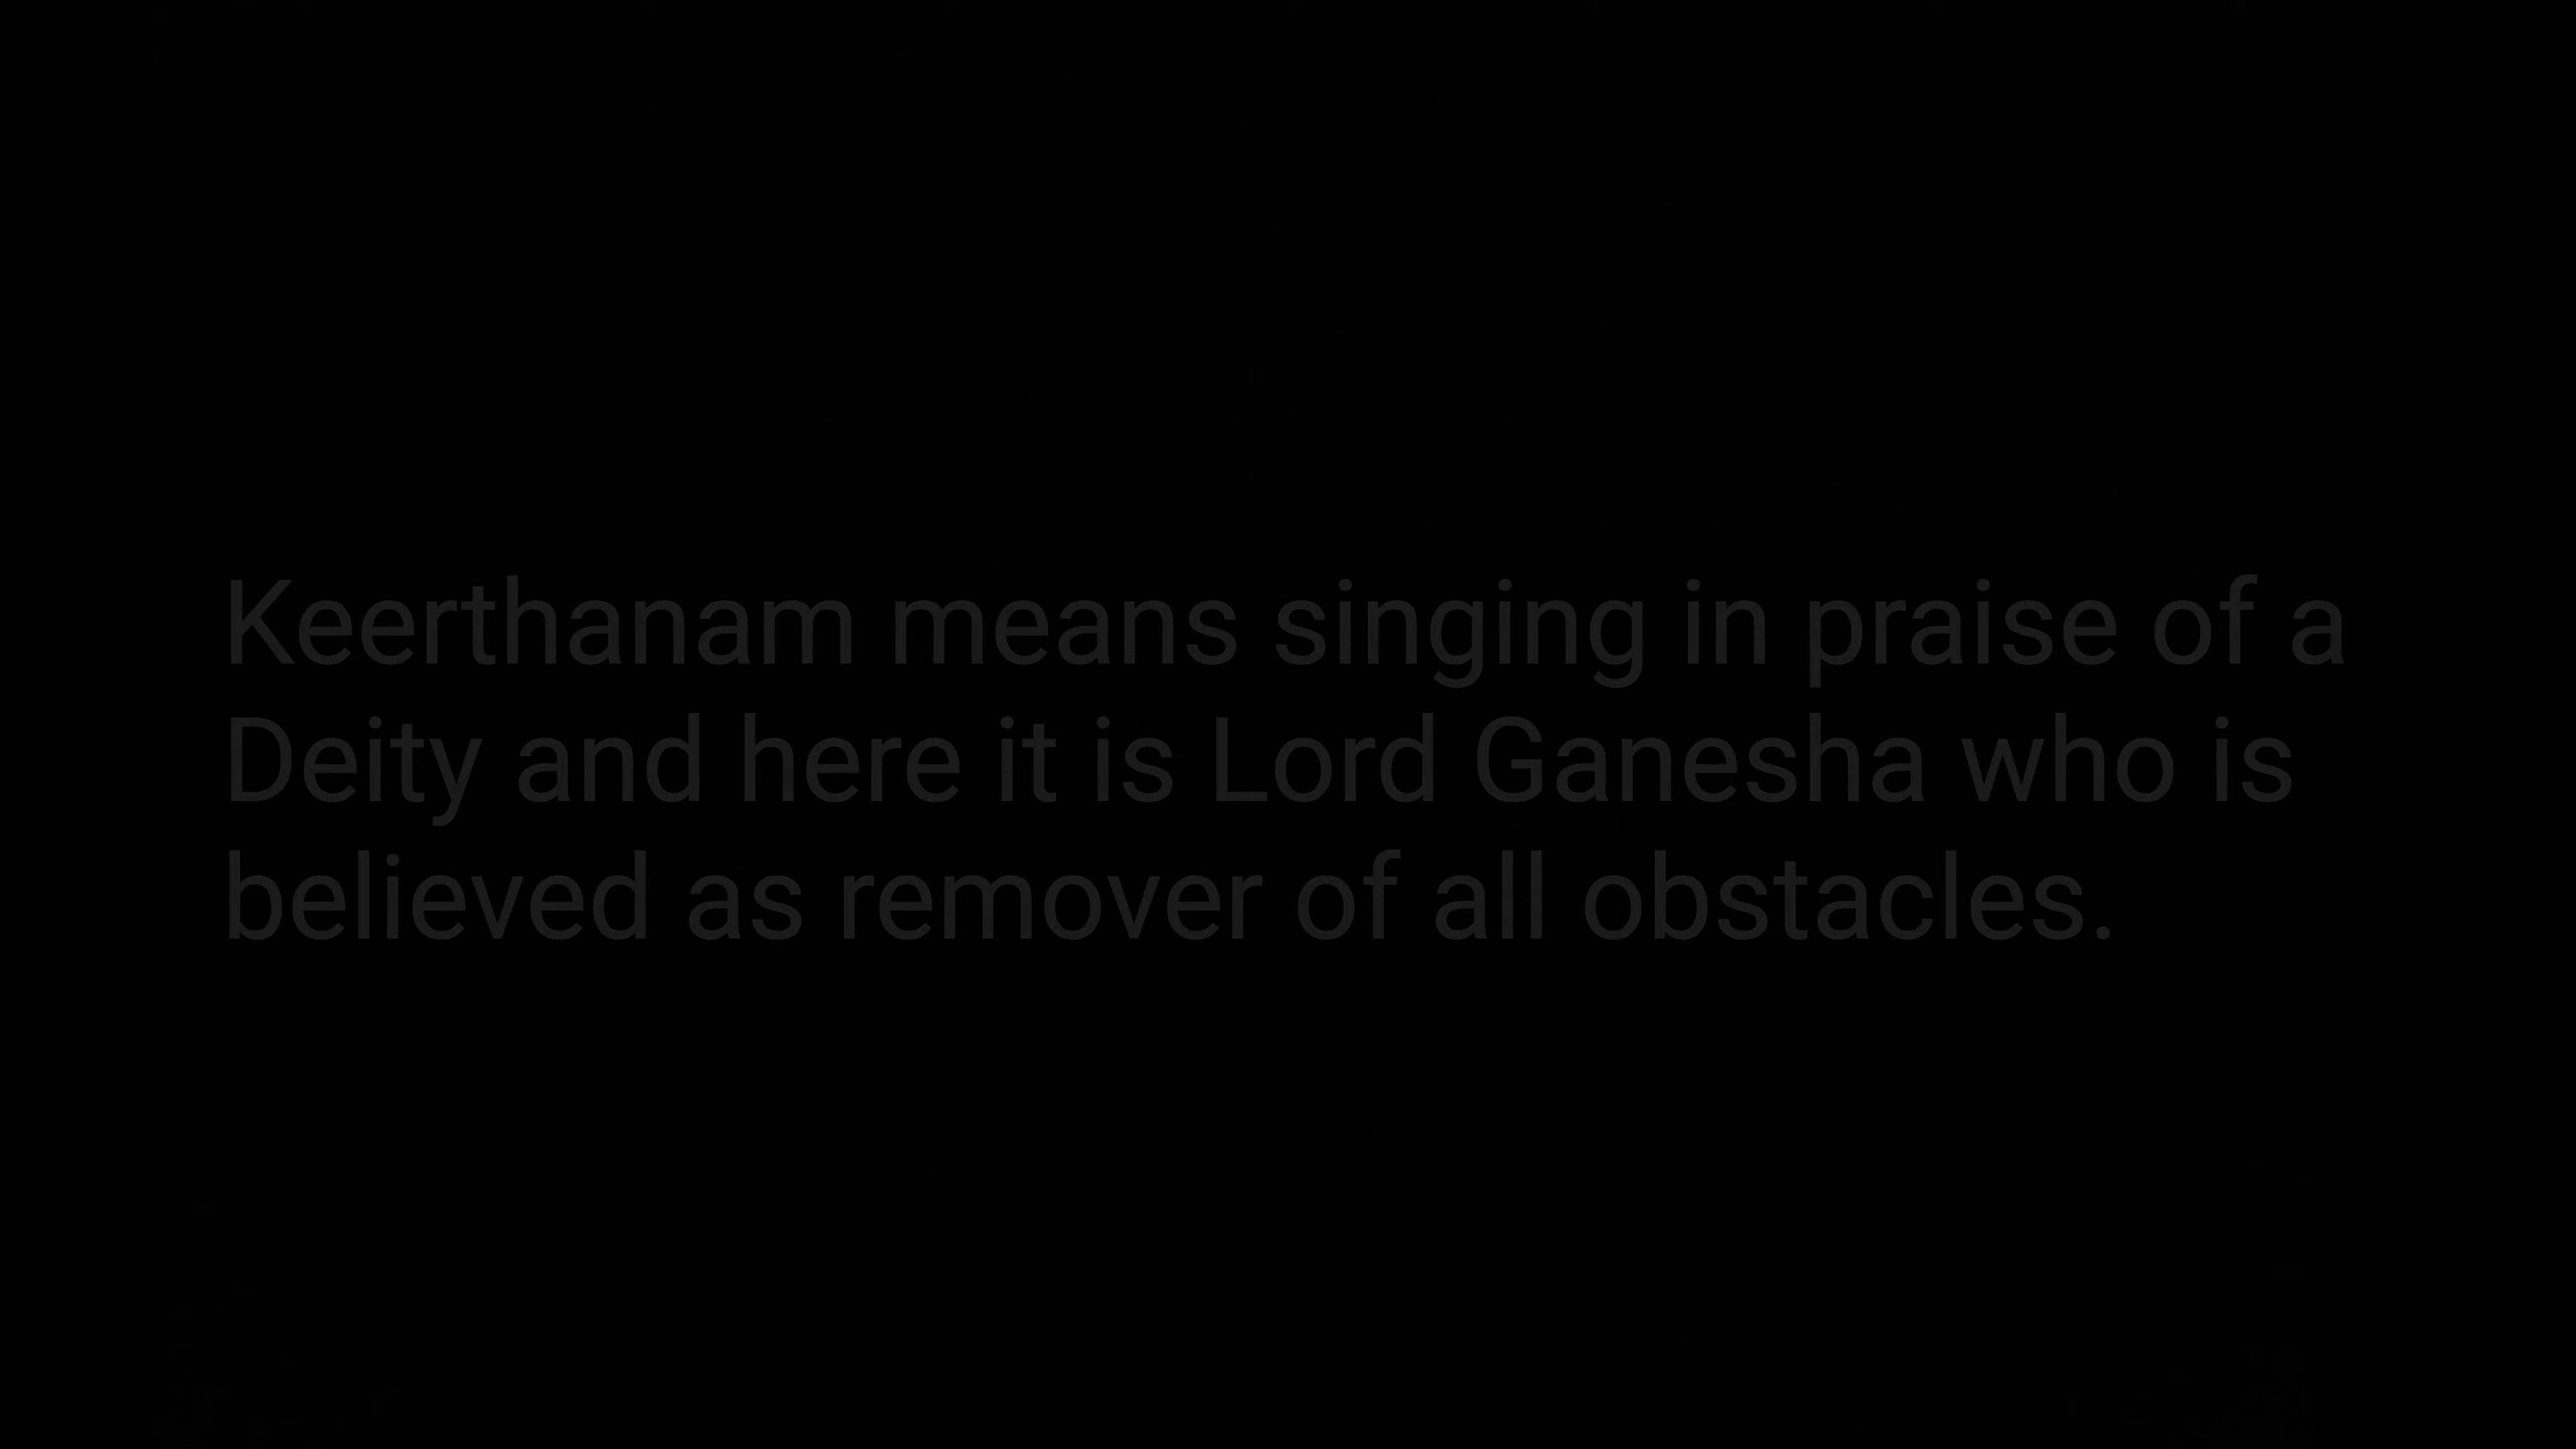 Keerthanam means singing in praise of a
Deity and here it is Lord Ganesha who is
believed as remover of all obstacles.